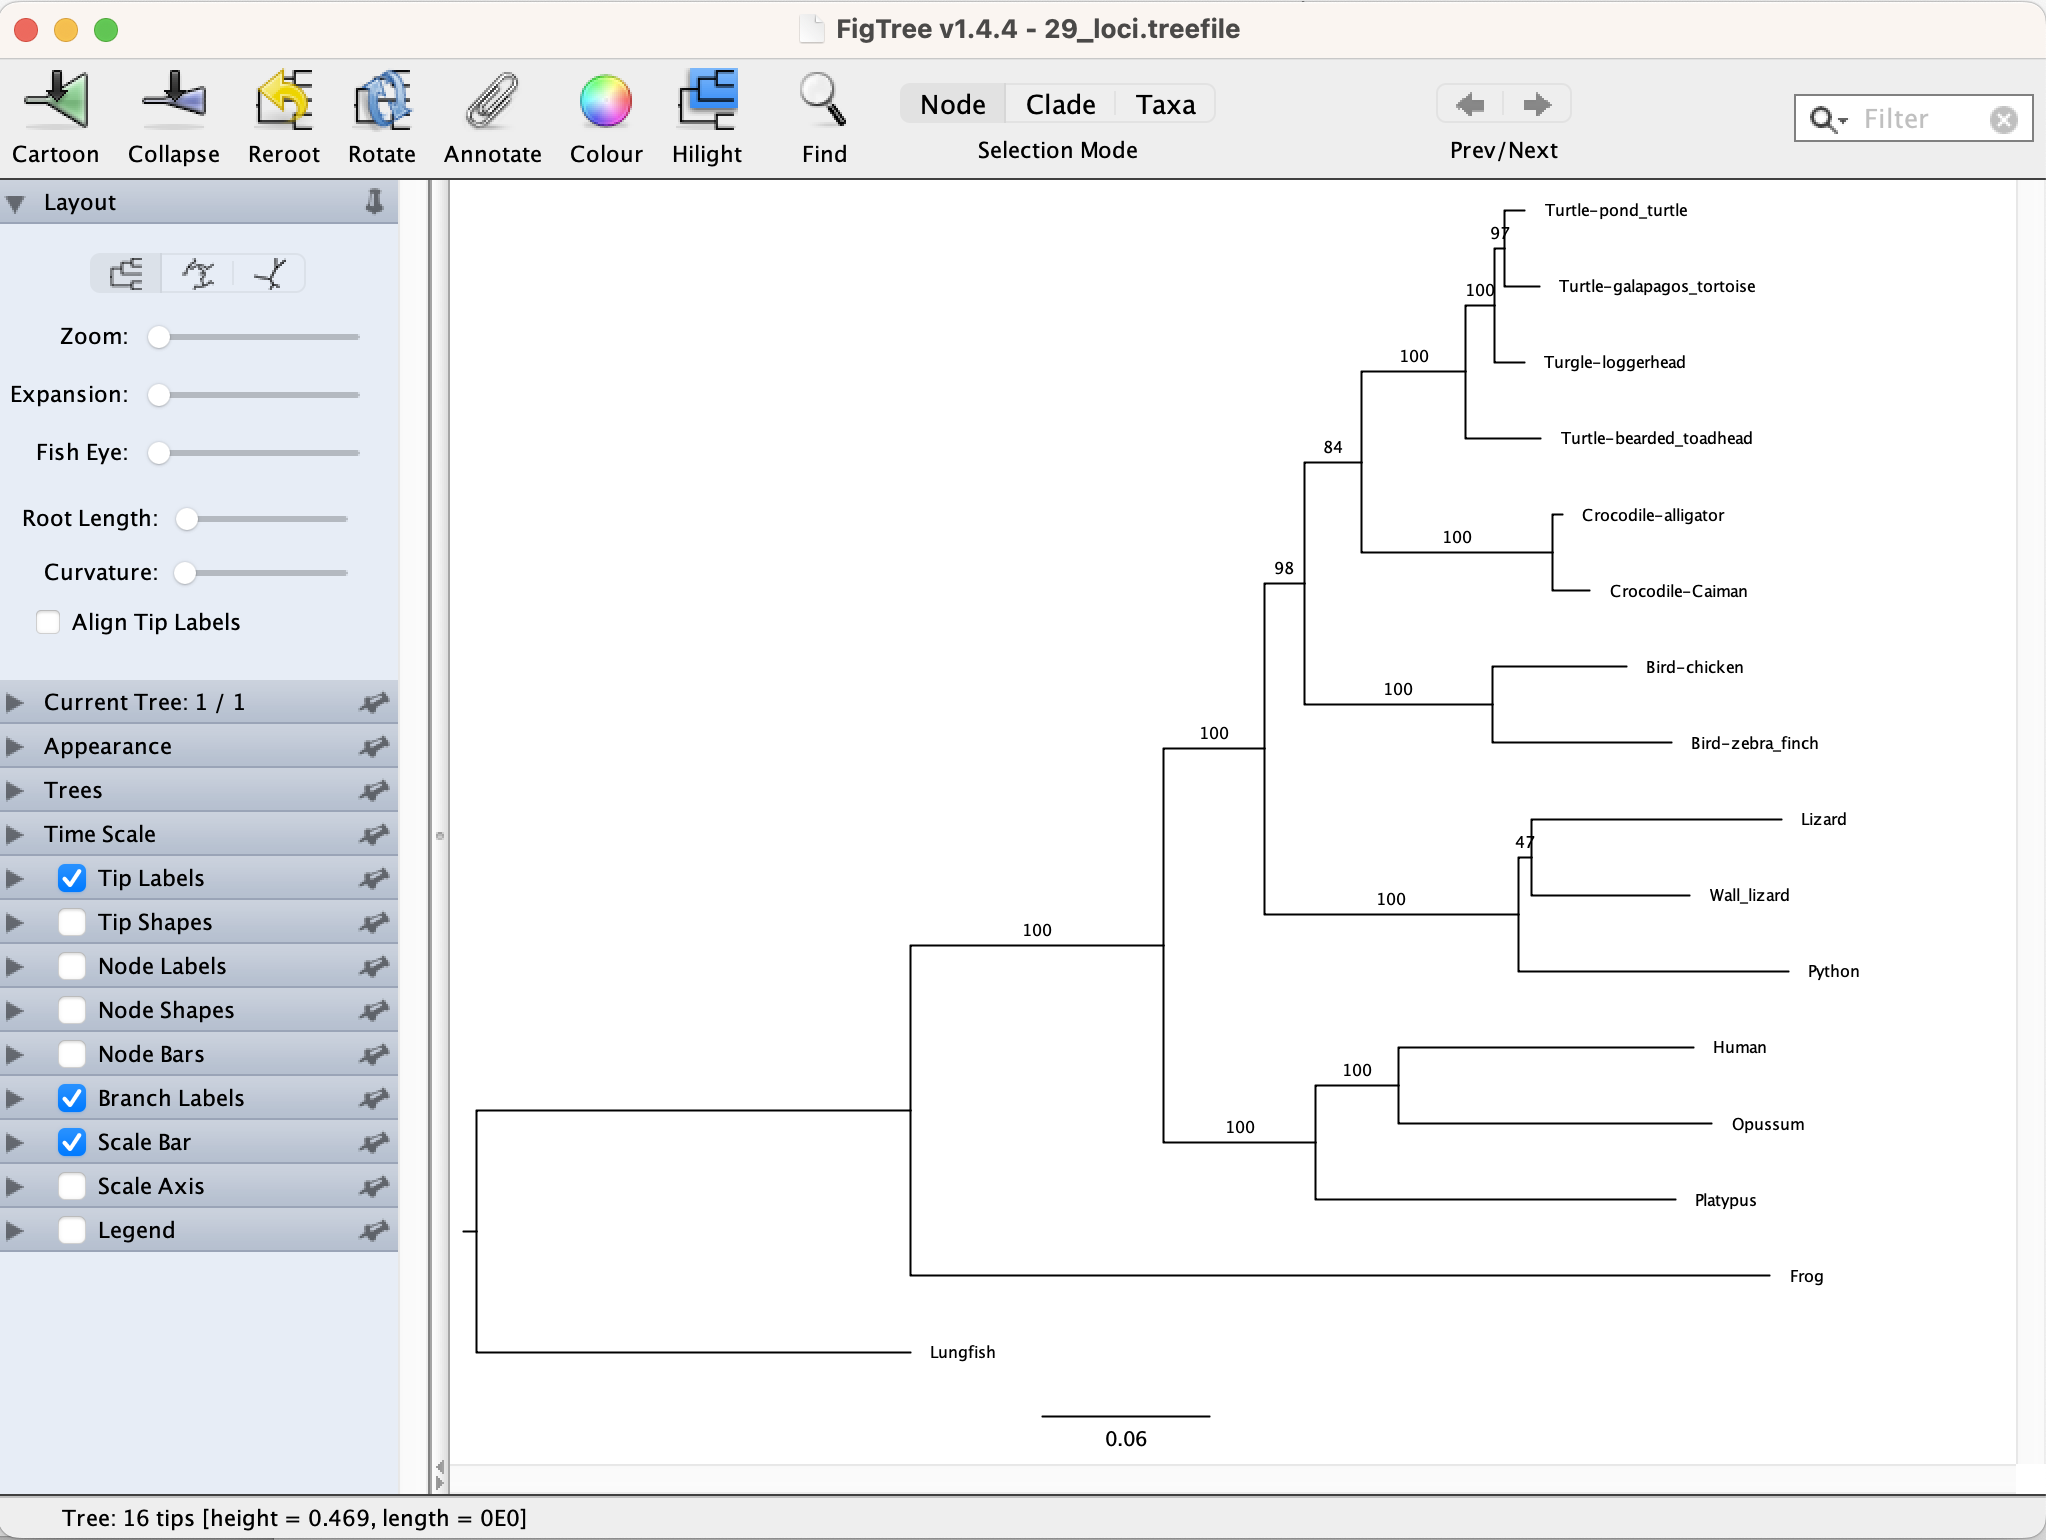 FigTree v1.4.4 - 29_loci.treefile
Cartoon
Collapse
Reroot
Rotate
Annotate
Colour
Hilight
Find
Node
Clade
Taxa
Selection Mode
Prev/Next
Filter
Layout
Zoom:
Expansion:
Fish Eye:
Root Length:
Curvature:
Align Tip Labels
Current Tree: 1 / 1
Appearance
Trees
Time Scale
Tip Labels
Tip Shapes
Node Labels
Node Shapes
Node Bars
Branch Labels
Scale Bar
Scale Axis
Legend
Turtle-pond_turtle
97
Turtle-galapagos_tortoise
100
Turgle-loggerhead
100
Turtle-bearded_toadhead
84
Crocodile-alligator
100
Crocodile-Caiman
98
Bird-chicken
100
Bird-zebra_finch
100
Lizard
47
Wall_lizard
100
Python
100
Human
100
Opussum
100
Platypus
Frog
Lungfish
0.06
Tree: 16 tips [height = 0.469, length = 0E0]